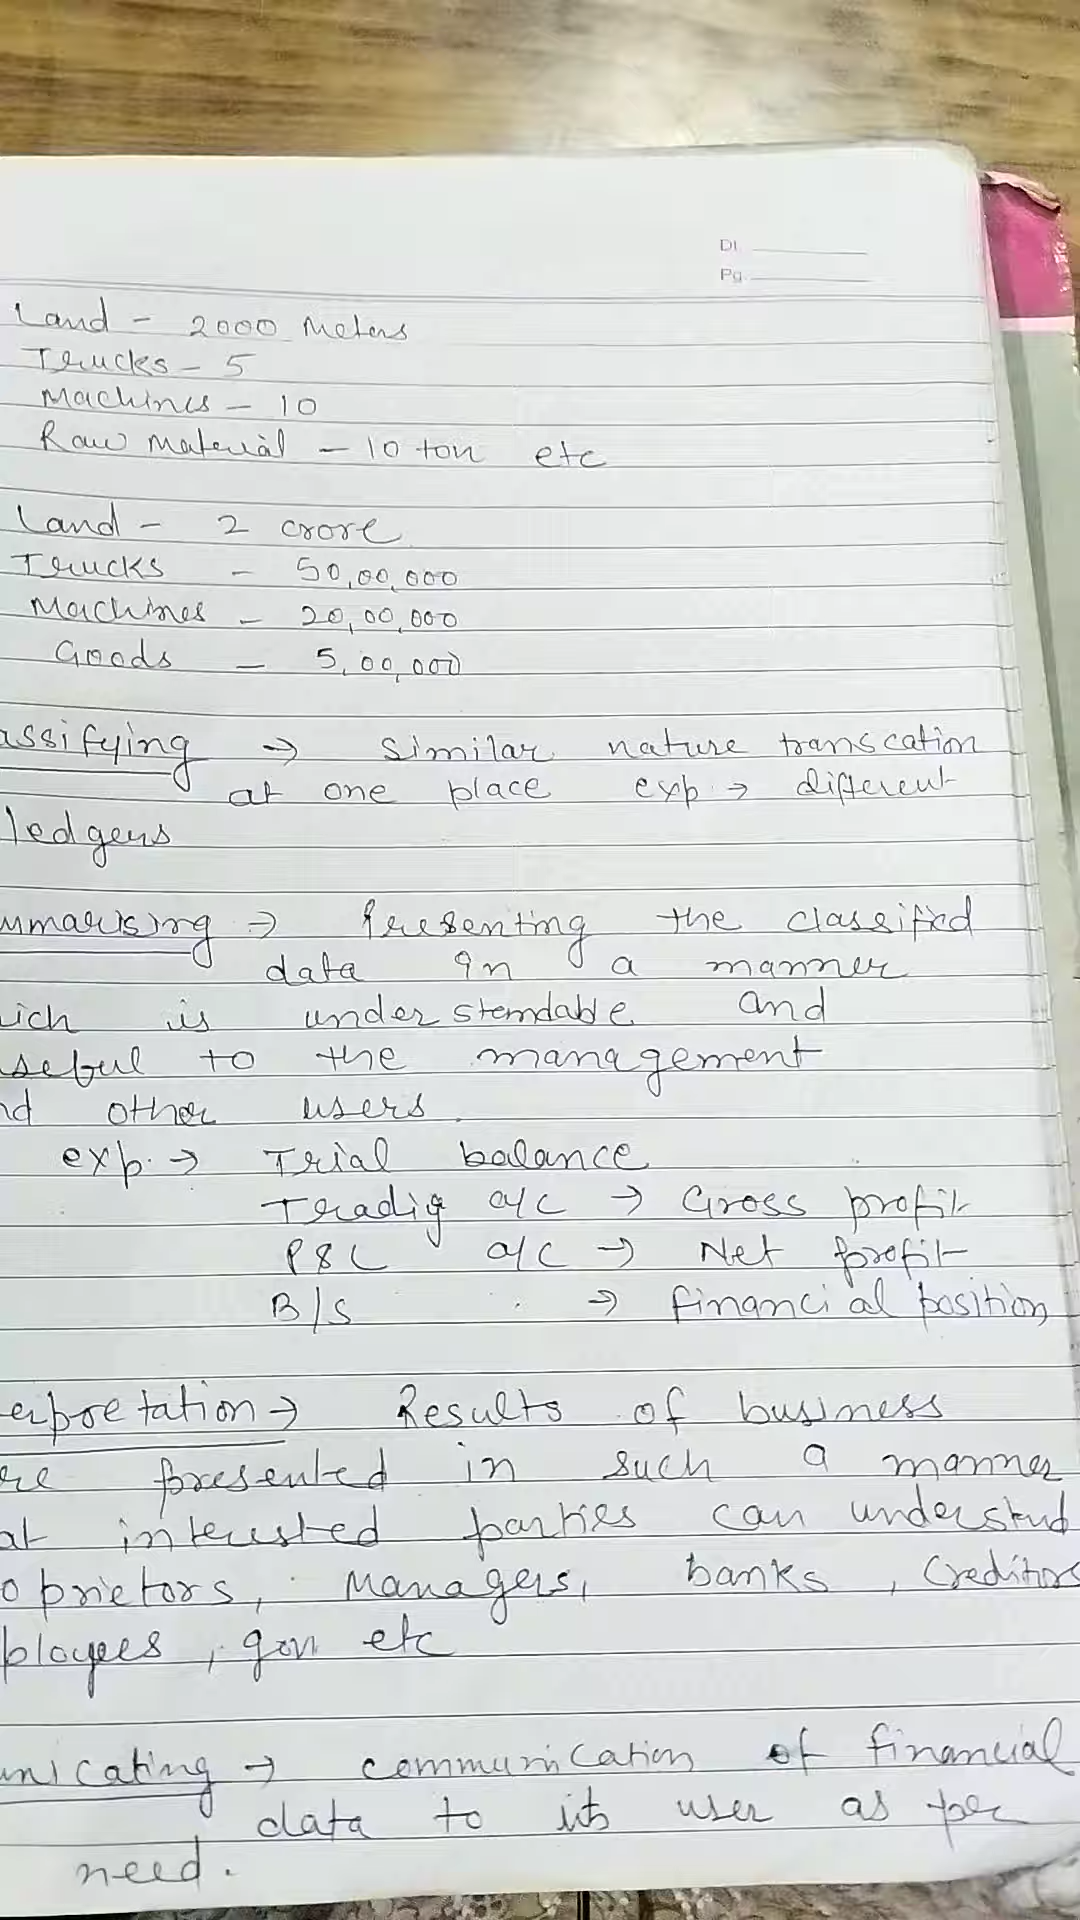 Dt
Pg
Land - 2000 Meters
Trucks - 5
Machines - 10
Raw Material - 10 ton etc
Land - 2 crore
Trucks - 50,00,000
Machines - 20,00,000
Goods - 5,00,000
assifying → similar nature transcation
at one place exp. → different
ledgers
ummarising → Presenting the classified
data in a manner
ich is understandable and
seful to the management
nd other users
exp. → Trial balance
Tradig a/c → Gross profit
P&L a/c → Net profit
B/S → financial position
erpretation → Results of business
re presented in such a manner
at interested parties can understnd
oprietors, Managers, banks, Creditors
ployees, gov etc
unicating → communication of financial
data to its user as per
need.